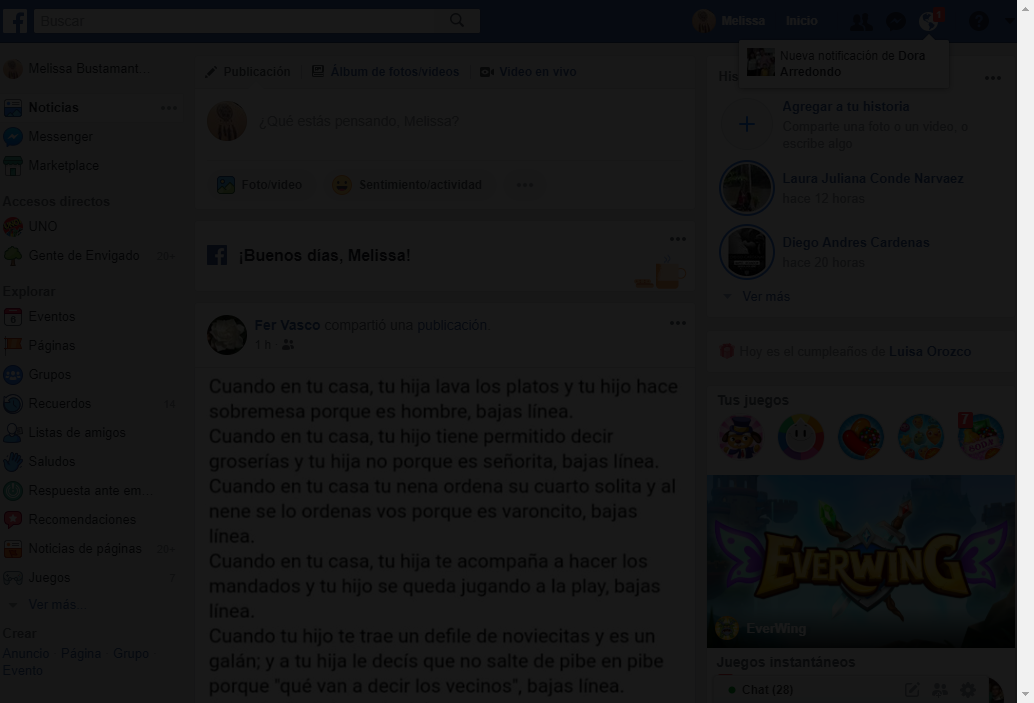 Buscar
Melissa
Inicio
Nueva notificación de Dora
Arredondo
Melissa Bustamant...
Noticias
Messenger
Marketplace
Accesos directos
UNO
Gente de Envigado 20+
Explorar
Eventos
Páginas
Grupos
Recuerdos 14
Listas de amigos
Saludos
Respuesta ante em...
Recomendaciones
Noticias de páginas 20+
Juegos 7
Ver más...
Crear
Anuncio Página Grupo
Evento
Publicación Álbum de fotos/videos Video en vivo
¿Qué estás pensando, Melissa?
Foto/video Sentimiento/actividad
¡Buenos días, Melissa!
Fer Vasco compartió una publicación.
1 h ·
Cuando en tu casa, tu hija lava los platos y tu hijo hace
sobremesa porque es hombre, bajas línea.
Cuando en tu casa, tu hijo tiene permitido decir
groserías y tu hija no porque es señorita, bajas línea.
Cuando en tu casa tu nena ordena su cuarto solita y al
nene se lo ordenas vos porque es varoncito, bajas
línea.
Cuando en tu casa, tu hija te acompaña a hacer los
mandados y tu hijo se queda jugando a la play, bajas
línea.
Cuando tu hijo te trae un defile de noviecitas y es un
galán; y a tu hija le decís que no salte de pibe en pibe
porque "qué van a decir los vecinos", bajas línea.
His
Agregar a tu historia
Comparte una foto o un video, o
escribe algo
Laura Juliana Conde Narvaez
hace 12 horas
Diego Andres Cardenas
hace 20 horas
Ver más
Hoy es el cumpleaños de Luisa Orozco
Tus juegos
7
EVERWING
EverWing
Juegos instantáneos
Chat (28)